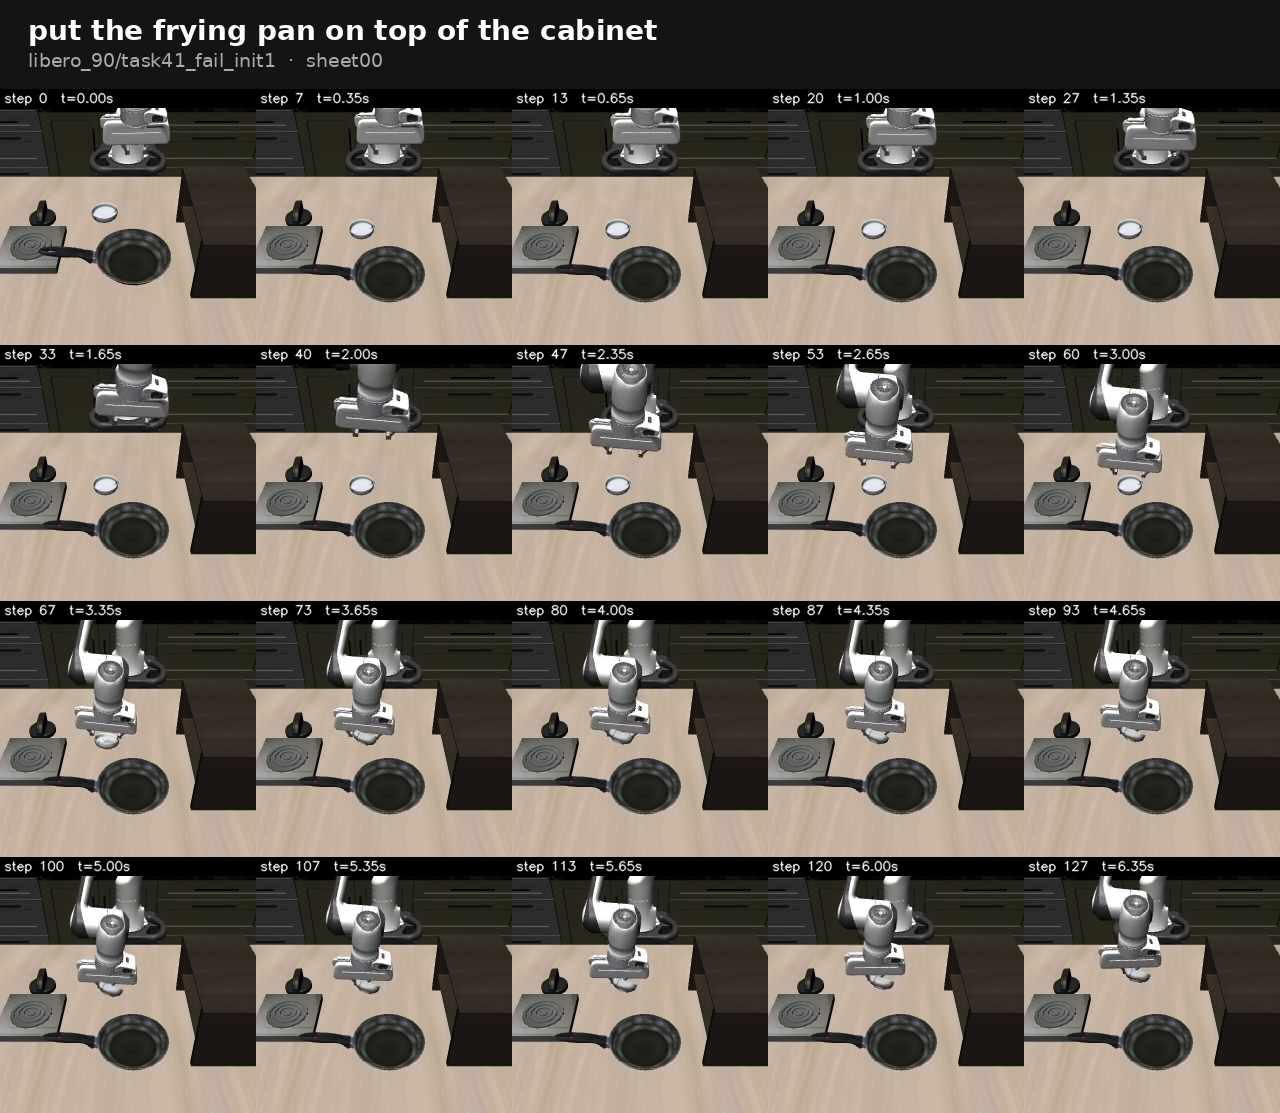 put the frying pan on top of the cabinet
libero_90/task41_fail_init1 · sheet00
step 0 t=0.00s
step 7 t=0.35s
step 13 t=0.65s
step 20 t=1.00s
step 27 t=1.35s
step 33 t=1.65s
step 40 t=2.00s
step 47 t=2.35s
step 53 t=2.65s
step 60 t=3.00s
step 67 t=3.35s
step 73 t=3.65s
step 80 t=4.00s
step 87 t=4.35s
step 93 t=4.65s
step 100 t=5.00s
step 107 t=5.35s
step 113 t=5.65s
step 120 t=6.00s
step 127 t=6.35s